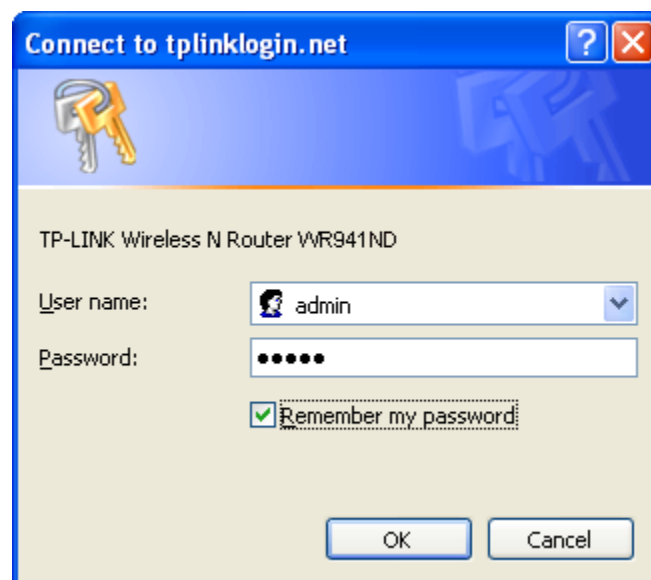 Connect to tplinklogin.net
TP-LINK Wireless N Router WR941ND
User name:
admin
Password:
•••••
Remember my password
OK
Cancel